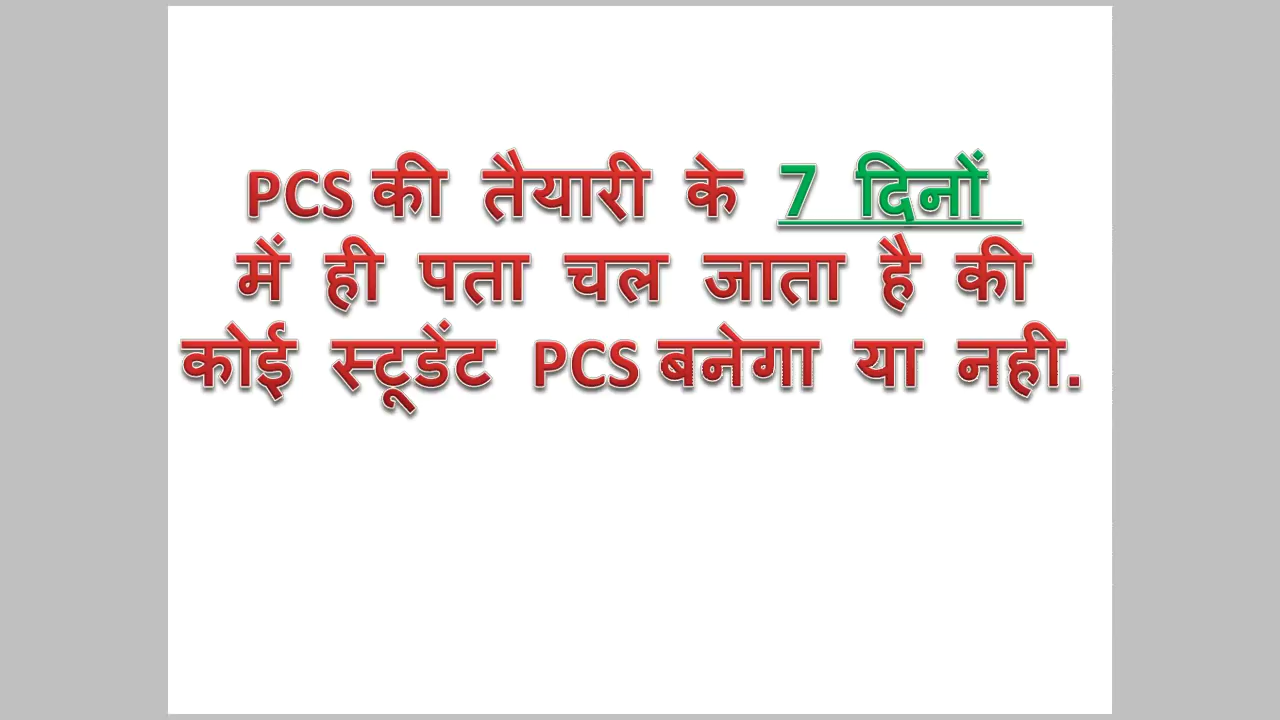 PCS की तैयारी के 7 दिनों
में ही पता चल जाता है की
कोई स्टूडेंट PCS बनेगा या नही.